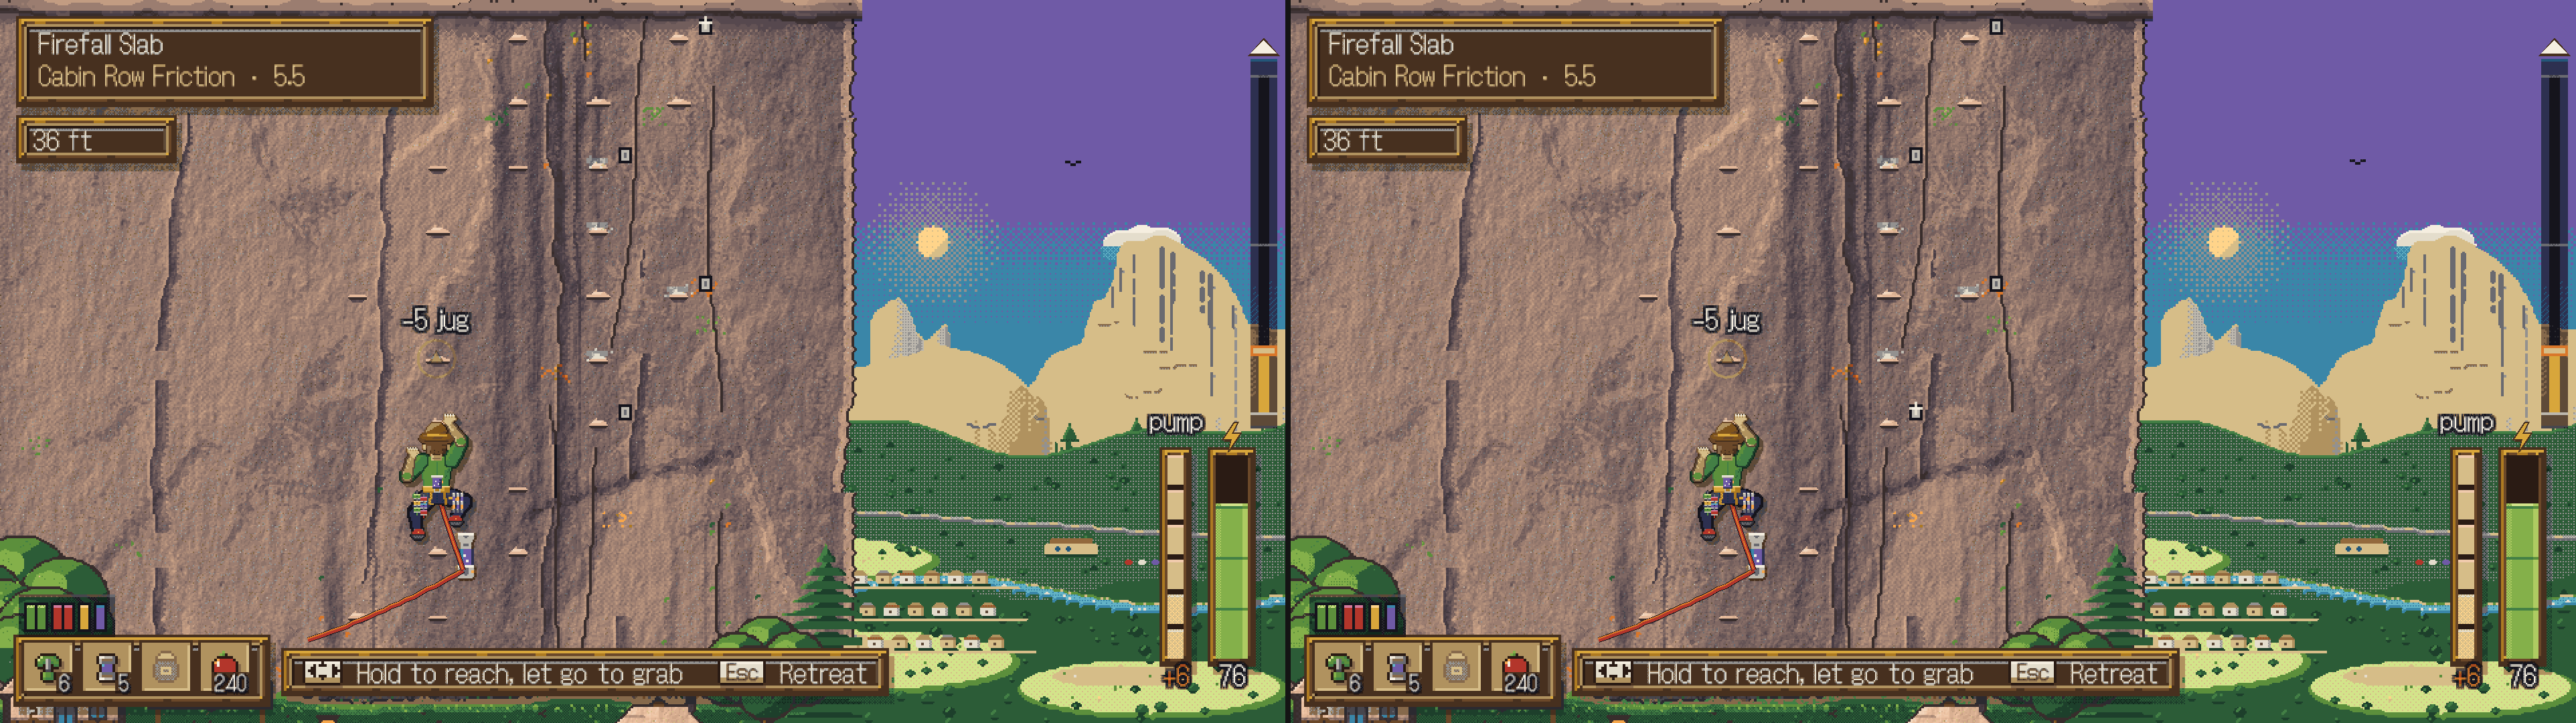 Firefall Slab
Cabin Row Friction · 5.5
36 ft
-5 jug
pump
6
5
240
Hold to reach, let go to grab
Esc Retreat
+6
76
Firefall Slab
Cabin Row Friction · 5.5
36 ft
-5 jug
pump
6
5
240
Hold to reach, let go to grab
Esc Retreat
+6
76